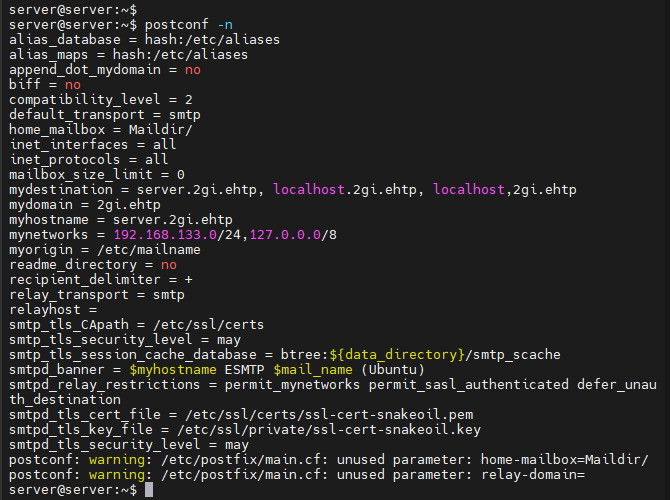 server@server:~$
server@server:~$ postconf -n
alias_database = hash:/etc/aliases
alias_maps = hash:/etc/aliases
append_dot_mydomain = no
biff = no
compatibility_level = 2
default_transport = smtp
home_mailbox = Maildir/
inet_interfaces = all
inet_protocols = all
mailbox_size_limit = 0
mydestination = server.2gi.ehtp, localhost.2gi.ehtp, localhost,2gi.ehtp
mydomain = 2gi.ehtp
myhostname = server.2gi.ehtp
mynetworks = 192.168.133.0/24,127.0.0.0/8
myorigin = /etc/mailname
readme_directory = no
recipient_delimiter = +
relay_transport = smtp
relayhost =
smtp_tls_CApath = /etc/ssl/certs
smtp_tls_security_level = may
smtp_tls_session_cache_database = btree:${data_directory}/smtp_scache
smtpd_banner = $myhostname ESMTP $mail_name (Ubuntu)
smtpd_relay_restrictions = permit_mynetworks permit_sasl_authenticated defer_unau
th_destination
smtpd_tls_cert_file = /etc/ssl/certs/ssl-cert-snakeoil.pem
smtpd_tls_key_file = /etc/ssl/private/ssl-cert-snakeoil.key
smtpd_tls_security_level = may
postconf: warning: /etc/postfix/main.cf: unused parameter: home-mailbox=Maildir/
postconf: warning: /etc/postfix/main.cf: unused parameter: relay-domain=
server@server:~$